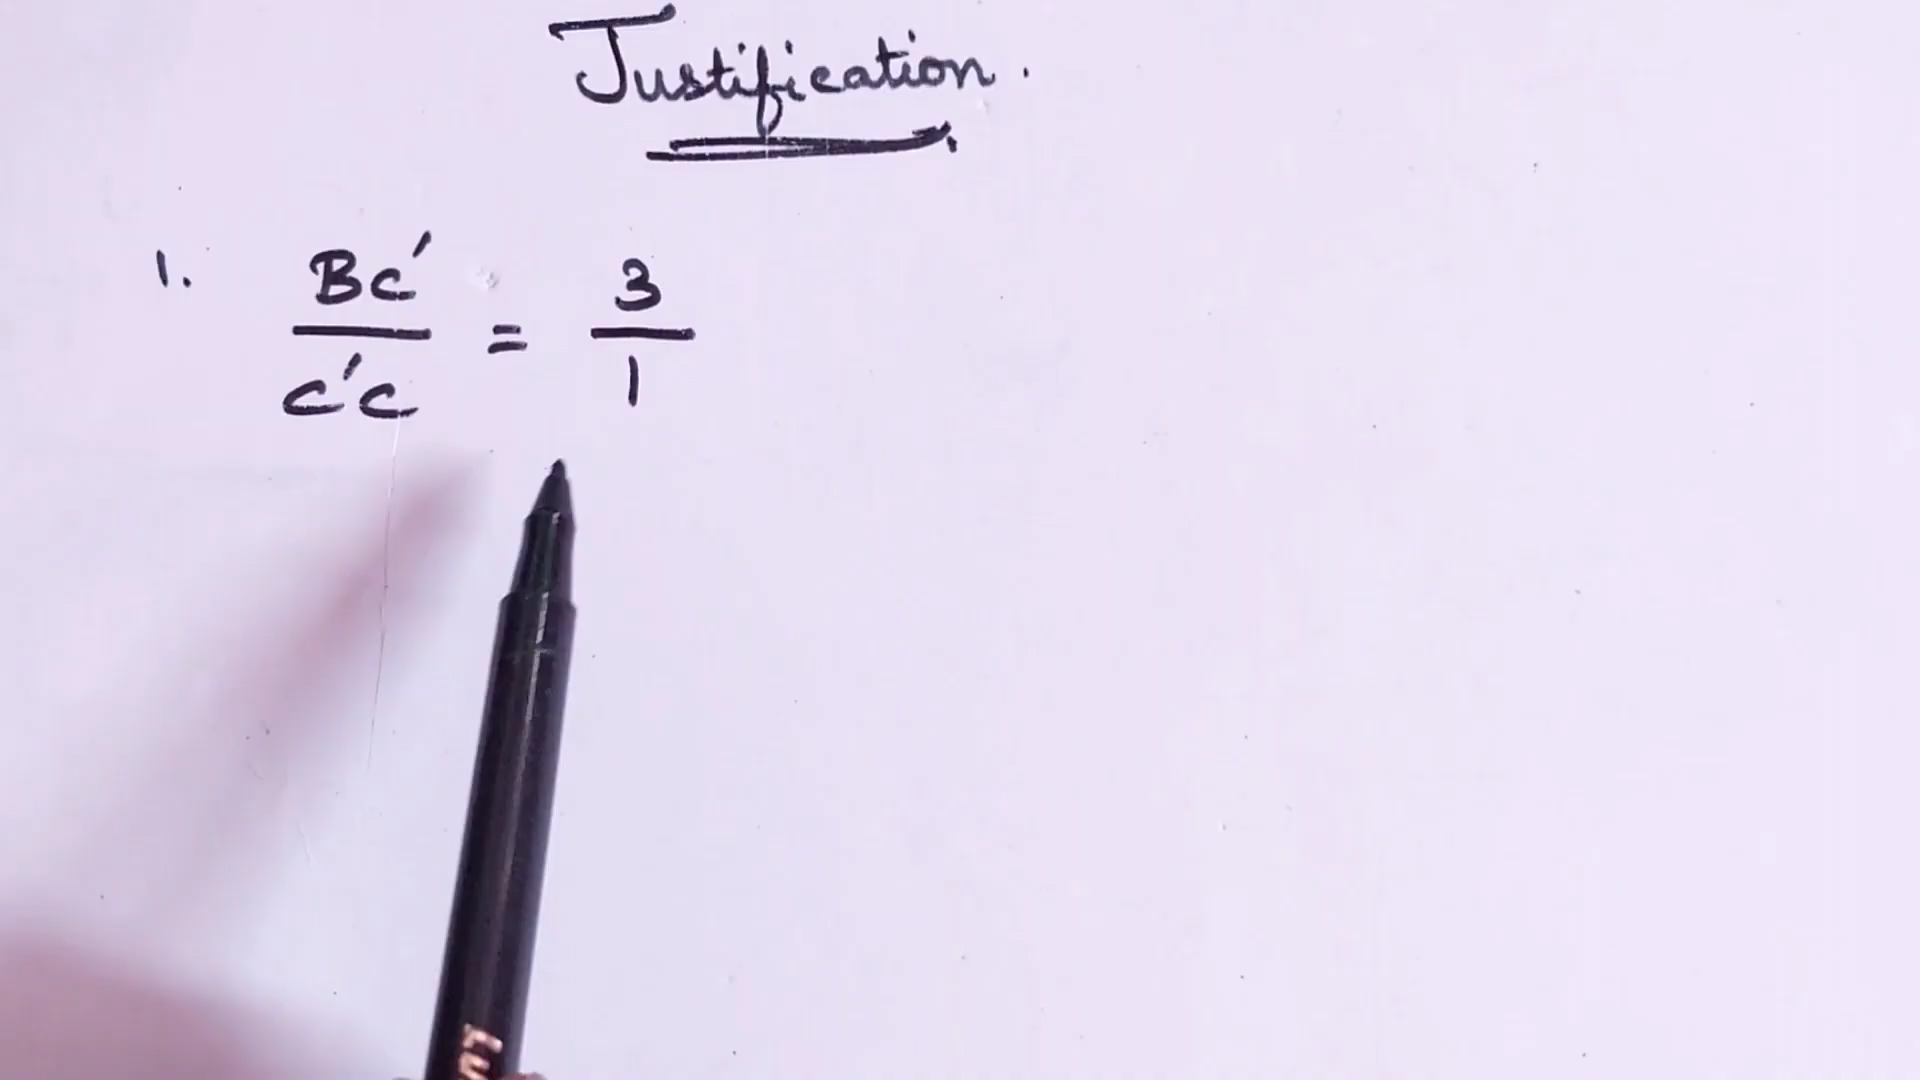 Justification.
1. BC′/C′C = 3/1